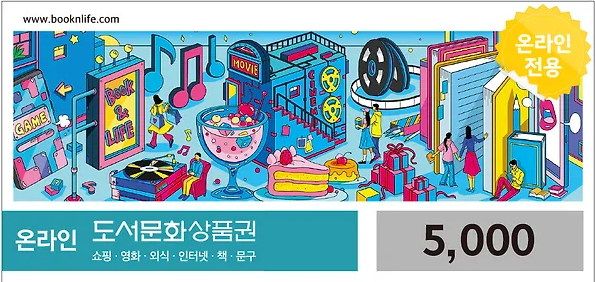 www.booknlife.com
온라인
전용
MOVIE
CINEMA
BOOK
&
LIFE
GAME
온라인 도서문화상품권
쇼핑 · 영화 · 외식 · 인터넷 · 책 · 문구
5,000